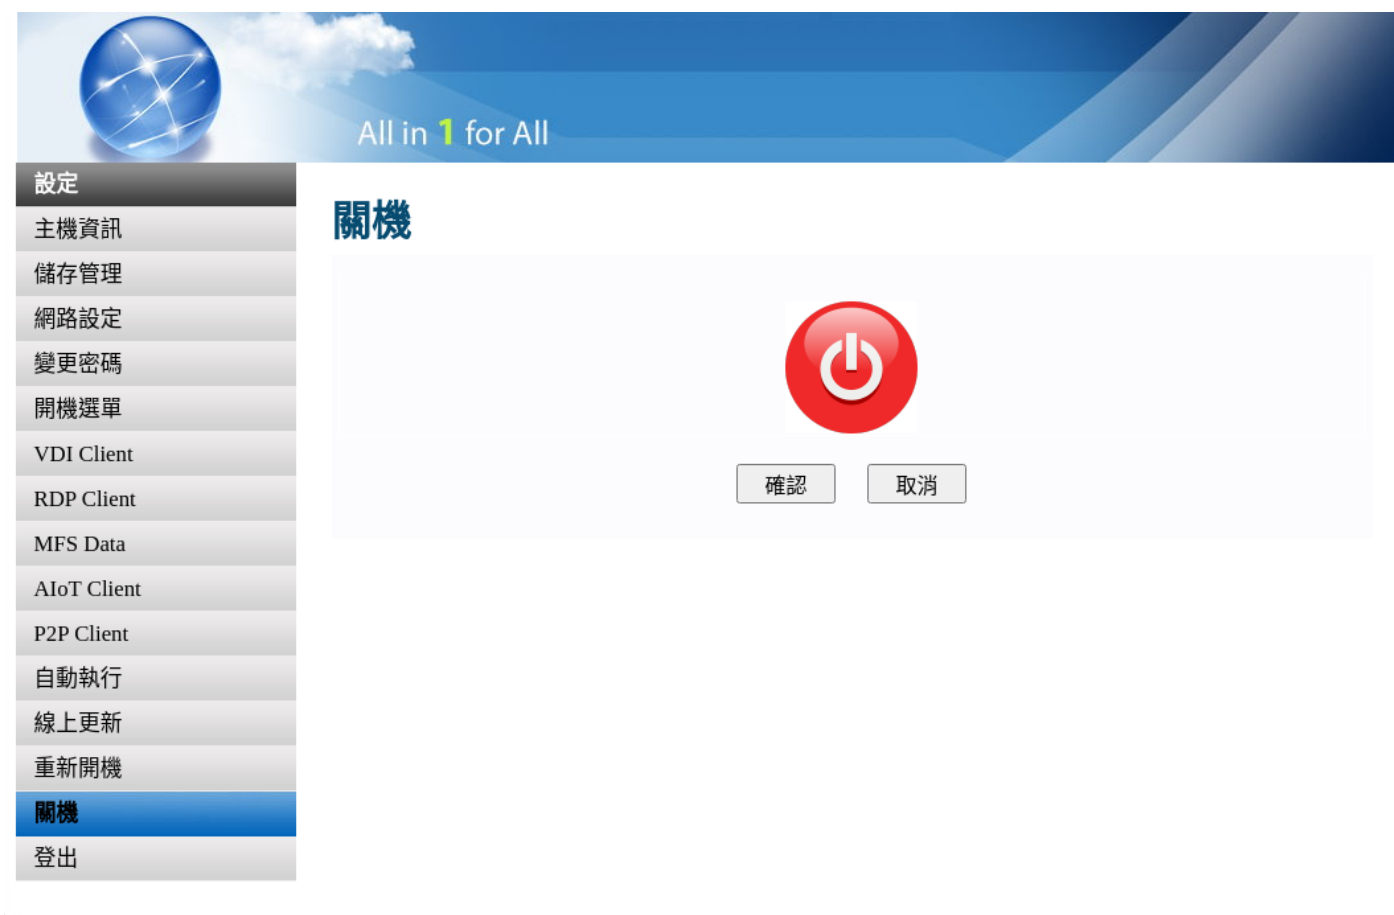 All in 1 for All
設定
主機資訊
儲存管理
網路設定
變更密碼
開機選單
VDI Client
RDP Client
MFS Data
AIoT Client
P2P Client
自動執行
線上更新
重新開機
關機
登出
關機
確認 取消